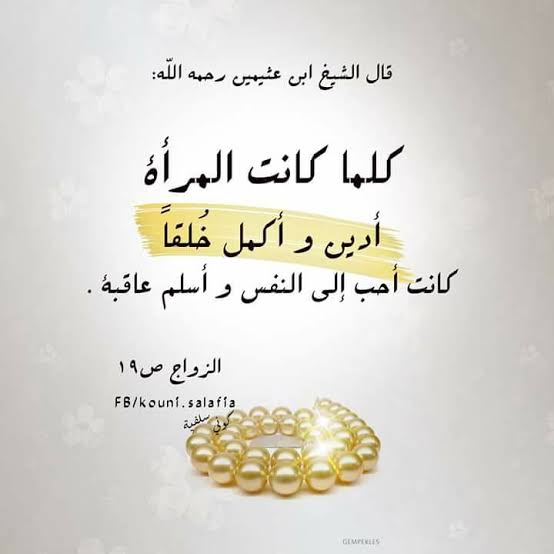 قال الشيخ ابن عثيمين رحمه الله:
كلما كانت المرأة
أدين و أكمل خُلقاً
كانت أحب إلى النفس و أسلم عاقبة .
الزواج ص١٩
FB/kouni.salafia
كوني سلفية
GEMPERLES